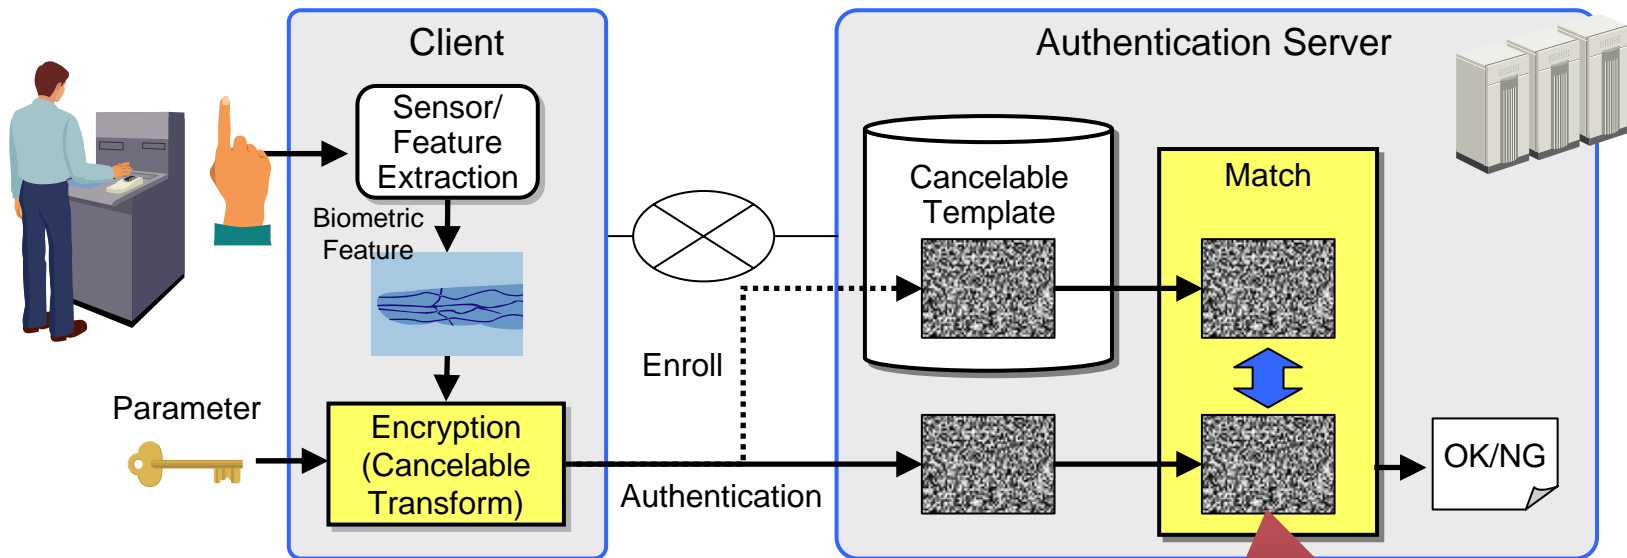 Client
Authentication Server
Sensor/
Feature
Extraction
Biometric
Feature
Cancelable
Template
Match
Enroll
Parameter
Encryption
(Cancelable
Transform)
Authentication
OK/NG